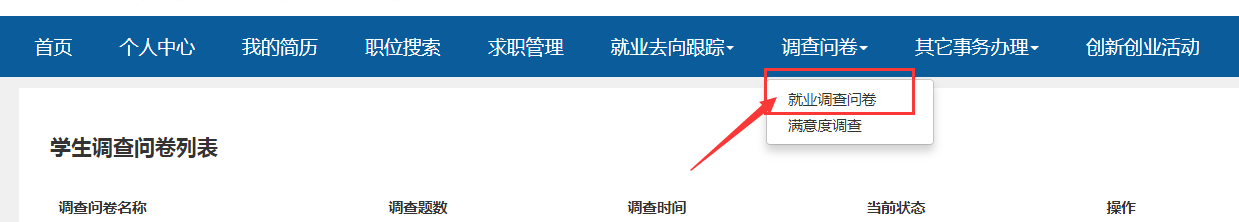 首页 个人中心 我的简历 职位搜索 求职管理 就业去向跟踪 调查问卷 其它事务办理 创新创业活动
就业调查问卷
满意度调查
学生调查问卷列表
调查问卷名称 调查题数 调查时间 当前状态 操作